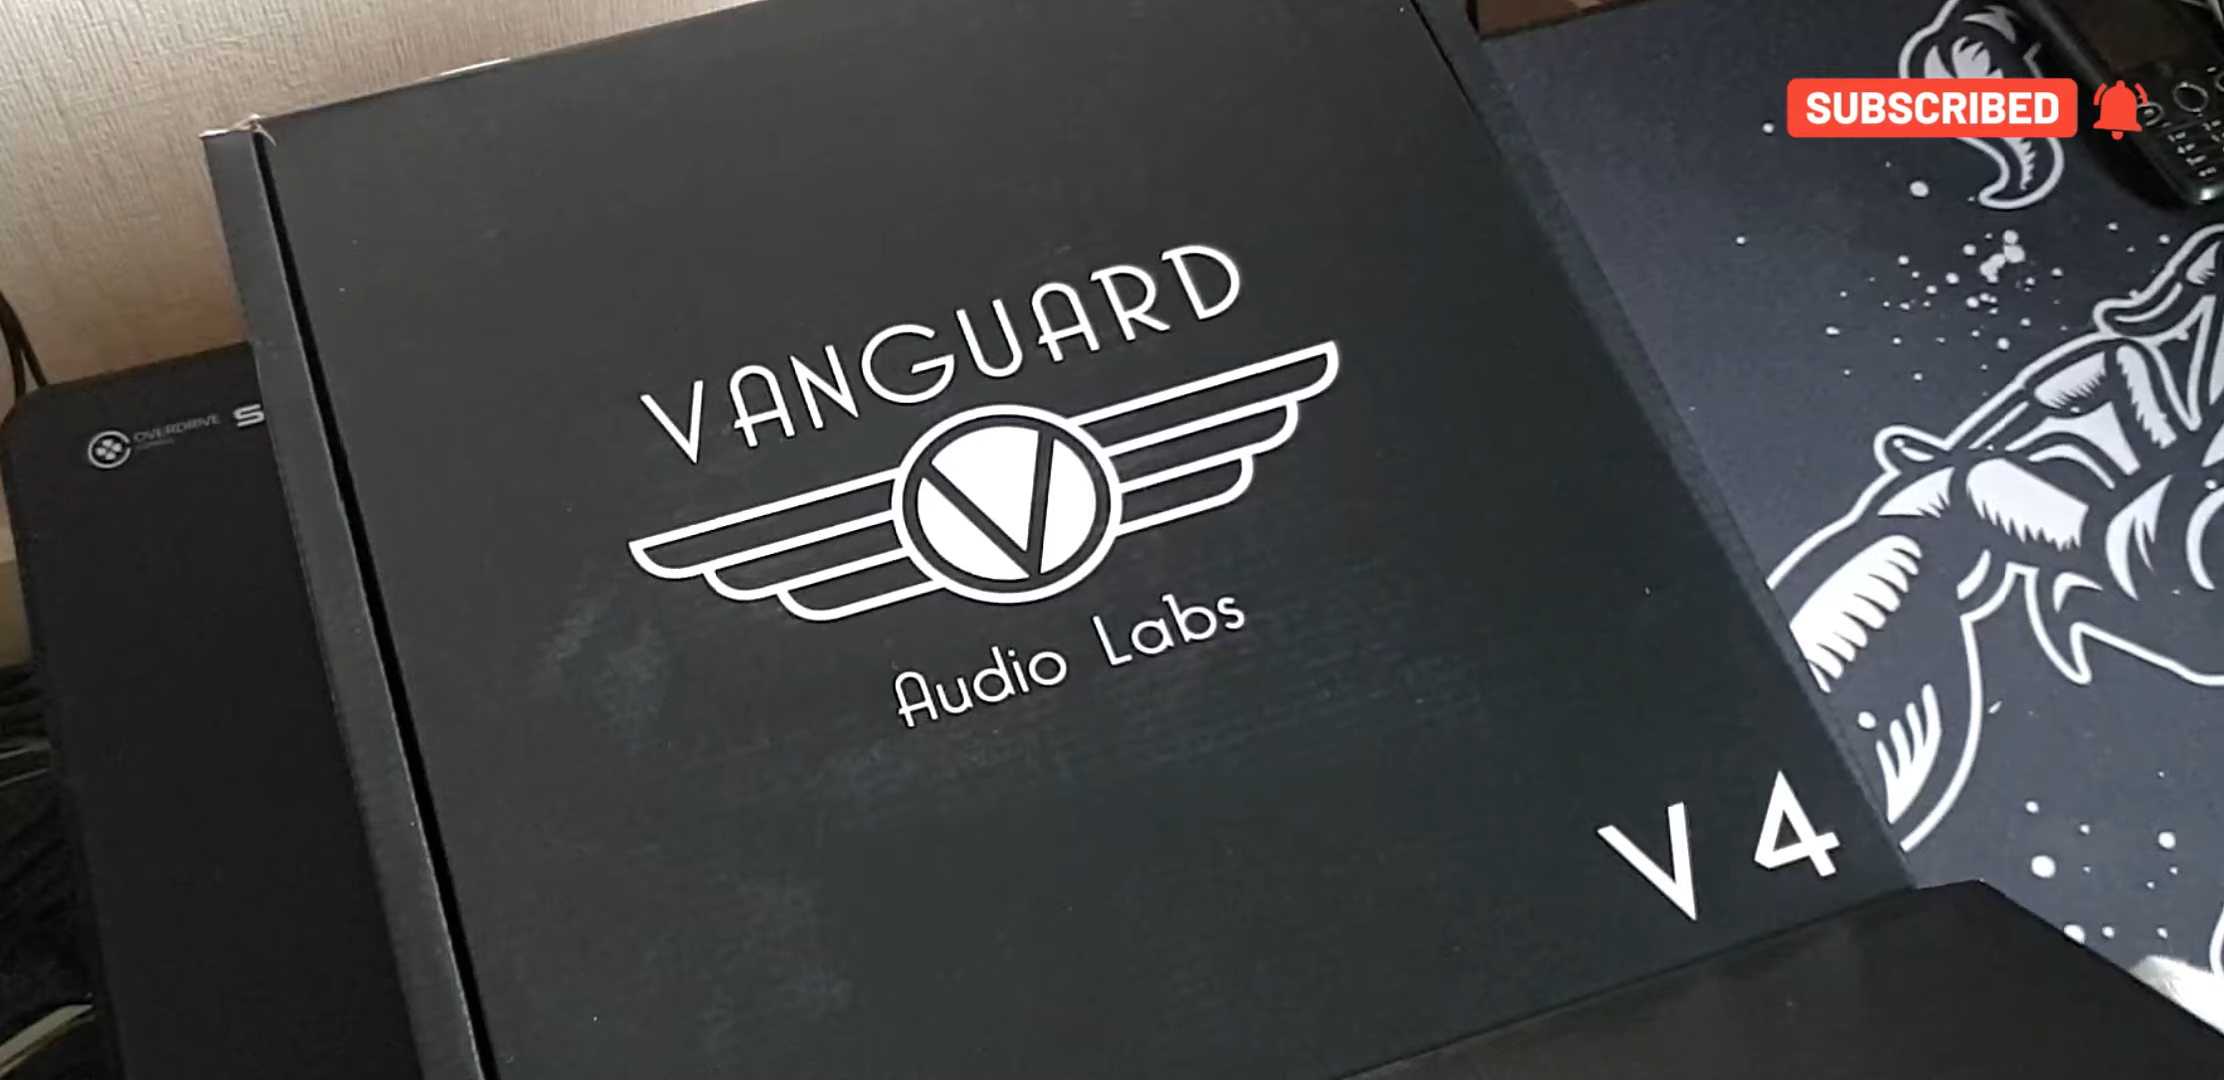 SUBSCRIBED
VANGUARD
V
Audio Labs
V 4
OVERDRIVE
S